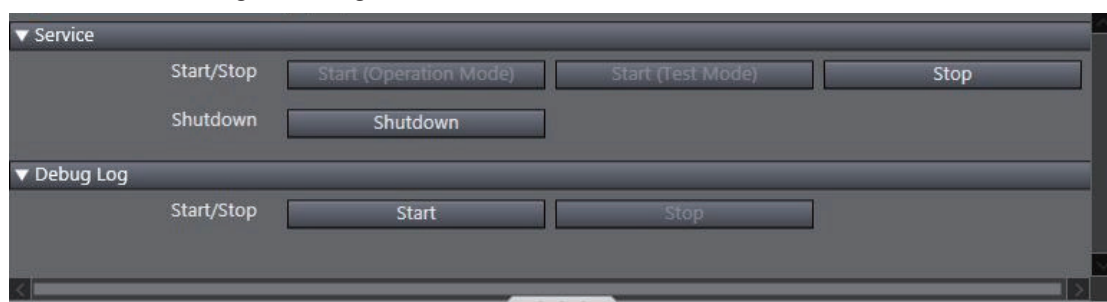 ▼ Service
Start/Stop Start (Operation Mode) Start (Test Mode) Stop
Shutdown Shutdown
▼ Debug Log
Start/Stop Start Stop